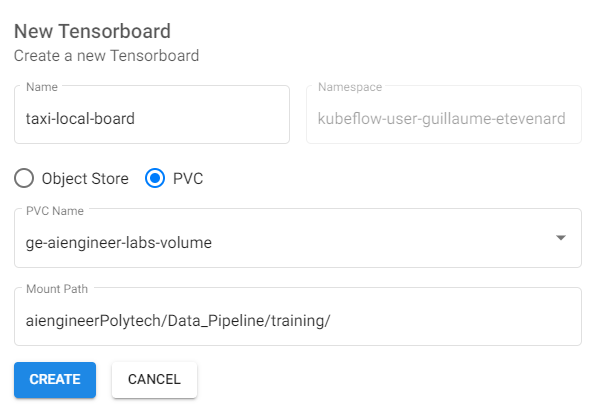 New Tensorboard
Create a new Tensorboard
Name
taxi-local-board
Namespace
kubeflow-user-guillaume-etevenard
Object Store
PVC
PVC Name
ge-aiengineer-labs-volume
Mount Path
aiengineerPolytech/Data_Pipeline/training/
CREATE
CANCEL